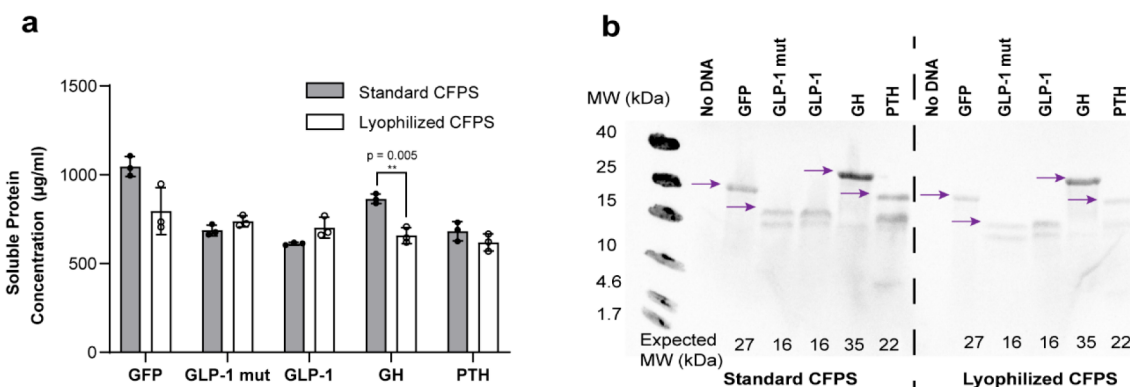 a
1500
1000
500
0
Soluble Protein
Concentration (µg/ml)
Standard CFPS
Lyophilized CFPS
p = 0.005
**
GFP GLP-1 mut GLP-1 GH PTH
b
MW (kDa)
No DNA GFP GLP-1 mut GLP-1 GH PTH No DNA GFP GLP-1 mut GLP-1 GH PTH
40
25
15
10
4.6
1.7
Expected 27 16 16 35 22 27 16 16 35 22
MW (kDa)
Standard CFPS Lyophilized CFPS